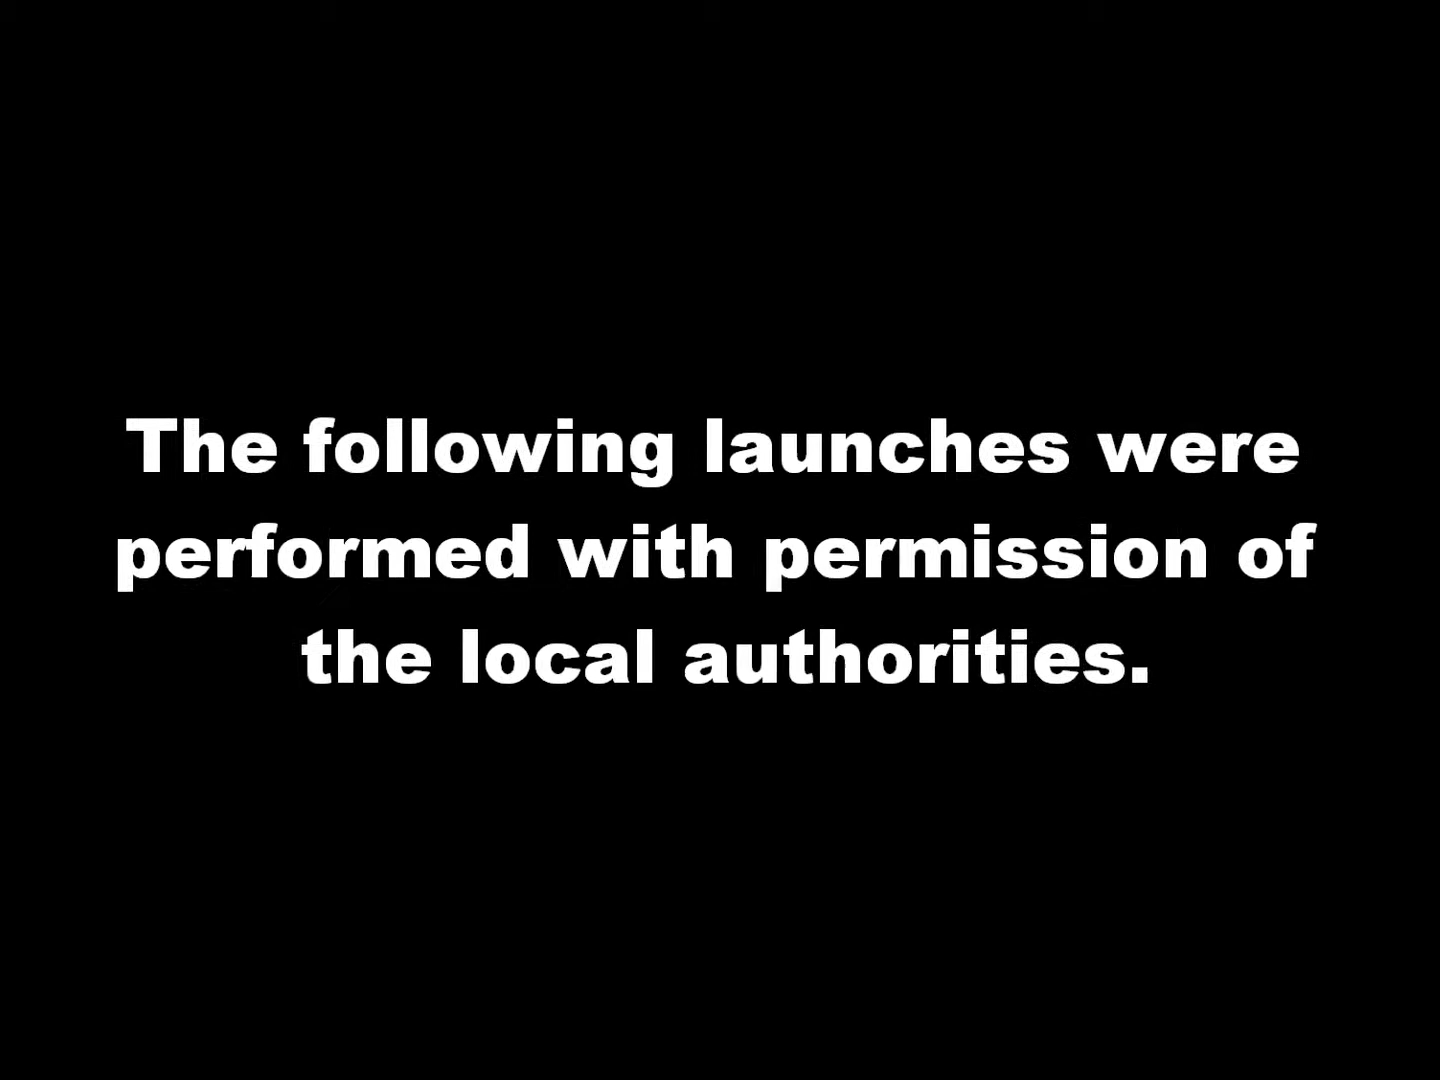 The following launches were
performed with permission of
the local authorities.